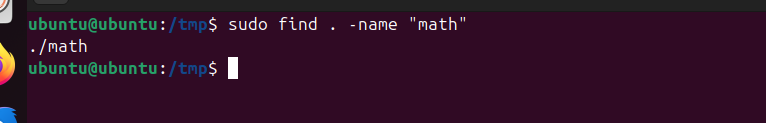 ubuntu@ubuntu:/tmp$ sudo find . -name "math"
./math
ubuntu@ubuntu:/tmp$